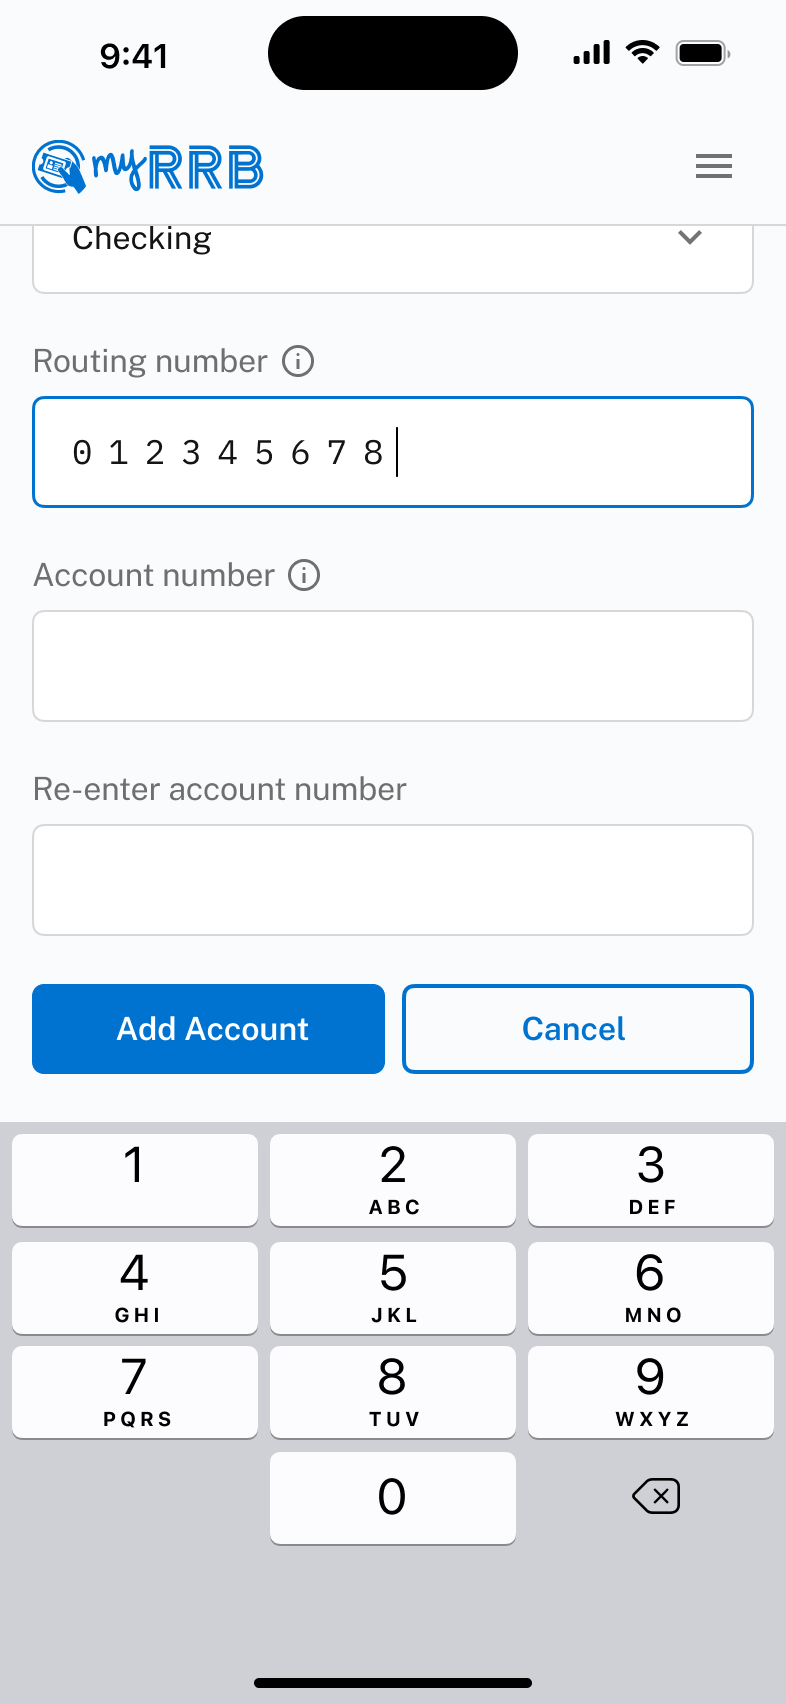 9:41
myRRB
Checking
Routing number
0 1 2 3 4 5 6 7 8
Account number
Re-enter account number
Add Account Cancel
1 2 3
ABC DEF
4 5 6
GHI JKL MNO
7 8 9
PQRS TUV WXYZ
0